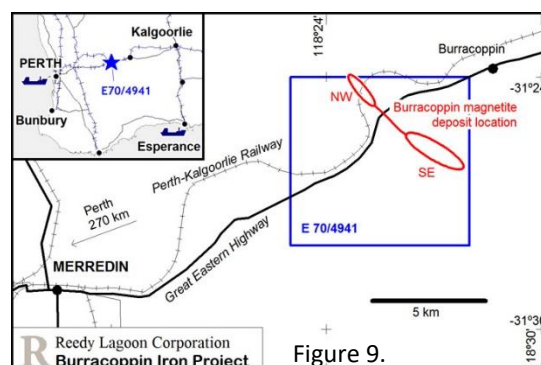 Kalgoorlie
PERTH
E70/4941
Bunbury
Esperance
118°24'
Burracoppin
-31°24'
NW
Burracoppin magnetite
deposit location
SE
Perth-Kalgoorlie Railway
Perth
270 km
Great Eastern Highway
E 70/4941
MERREDIN
5 km
-31°30'
18°30'
R Reedy Lagoon Corporation
Burracoppin Iron Project
Figure 9.